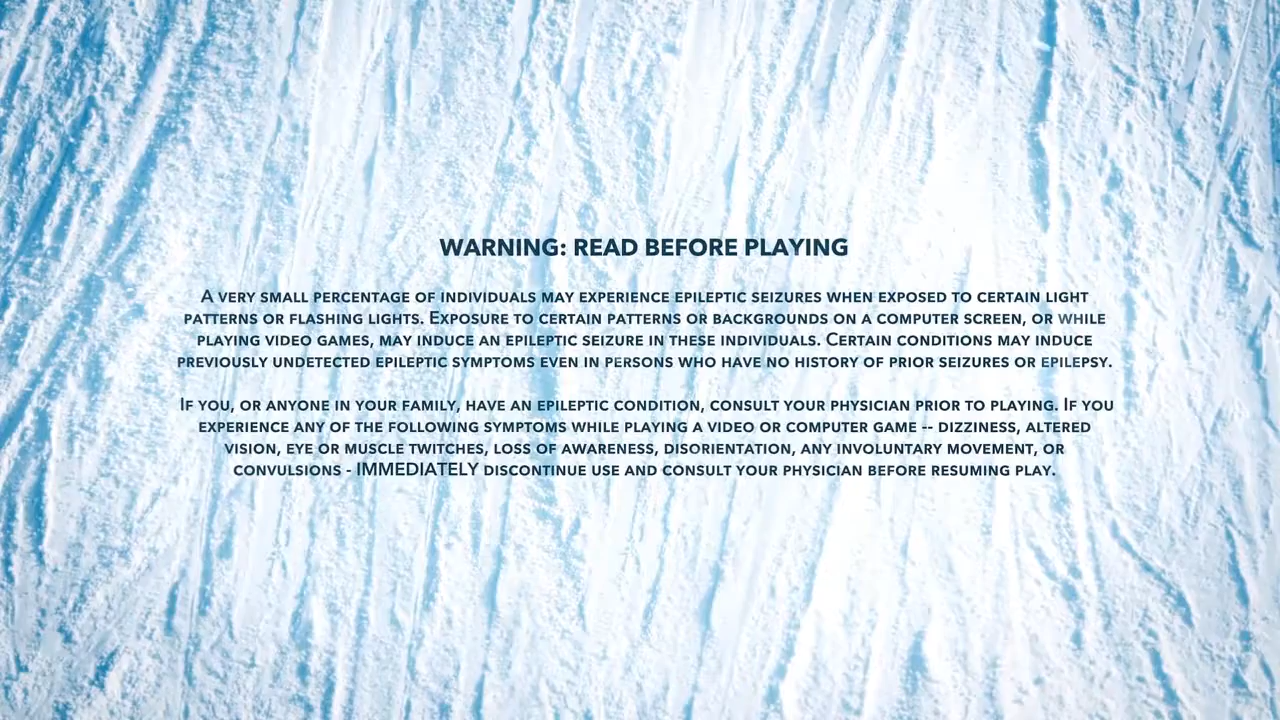 WARNING: READ BEFORE PLAYING
A VERY SMALL PERCENTAGE OF INDIVIDUALS MAY EXPERIENCE EPILEPTIC SEIZURES WHEN EXPOSED TO CERTAIN LIGHT
PATTERNS OR FLASHING LIGHTS. EXPOSURE TO CERTAIN PATTERNS OR BACKGROUNDS ON A COMPUTER SCREEN, OR WHILE
PLAYING VIDEO GAMES, MAY INDUCE AN EPILEPTIC SEIZURE IN THESE INDIVIDUALS. CERTAIN CONDITIONS MAY INDUCE
PREVIOUSLY UNDETECTED EPILEPTIC SYMPTOMS EVEN IN PERSONS WHO HAVE NO HISTORY OF PRIOR SEIZURES OR EPILEPSY.
IF YOU, OR ANYONE IN YOUR FAMILY, HAVE AN EPILEPTIC CONDITION, CONSULT YOUR PHYSICIAN PRIOR TO PLAYING. IF YOU
EXPERIENCE ANY OF THE FOLLOWING SYMPTOMS WHILE PLAYING A VIDEO OR COMPUTER GAME -- DIZZINESS, ALTERED
VISION, EYE OR MUSCLE TWITCHES, LOSS OF AWARENESS, DISORIENTATION, ANY INVOLUNTARY MOVEMENT, OR
CONVULSIONS - IMMEDIATELY DISCONTINUE USE AND CONSULT YOUR PHYSICIAN BEFORE RESUMING PLAY.